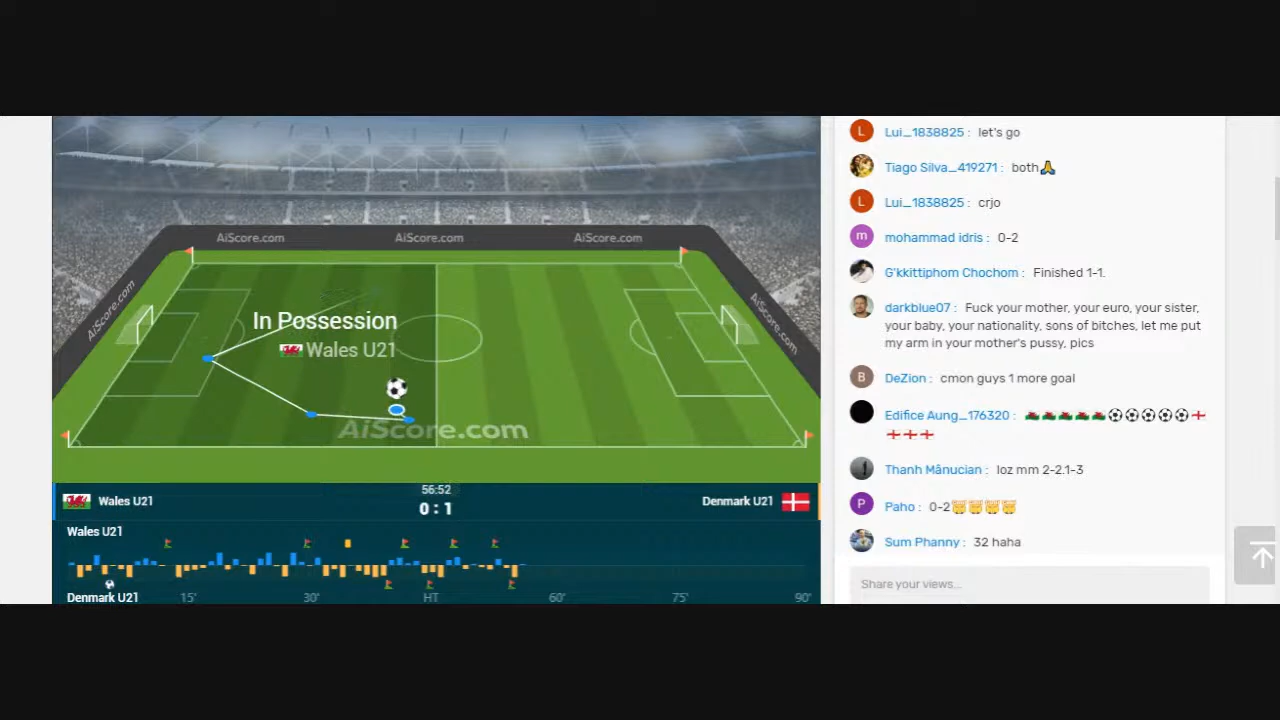 AiScore.com
AiScore.com
AiScore.com
AiScore.com
AiScore.com
In Possession
Wales U21
AiScore.com
Wales U21
56:52
0 : 1
Denmark U21
Wales U21
Denmark U21
15'
30'
HT
60'
75'
90'
L
Lui_1838825 : let's go
Tiago Silva_419271 : both🙏
L
Lui_1838825 : crjo
m
mohammad idris : 0-2
G'kkittiphom Chochom : Finished 1-1.
darkblue07 : Fuck your mother, your euro, your sister,
your baby, your nationality, sons of bitches, let me put
my arm in your mother's pussy, pics
B
DeZion : cmon guys 1 more goal
Edifice Aung_176320 :
Thanh Mânucian : loz mm 2-2.1-3
P
Paho : 0-2
Sum Phanny : 32 haha
Share your views...